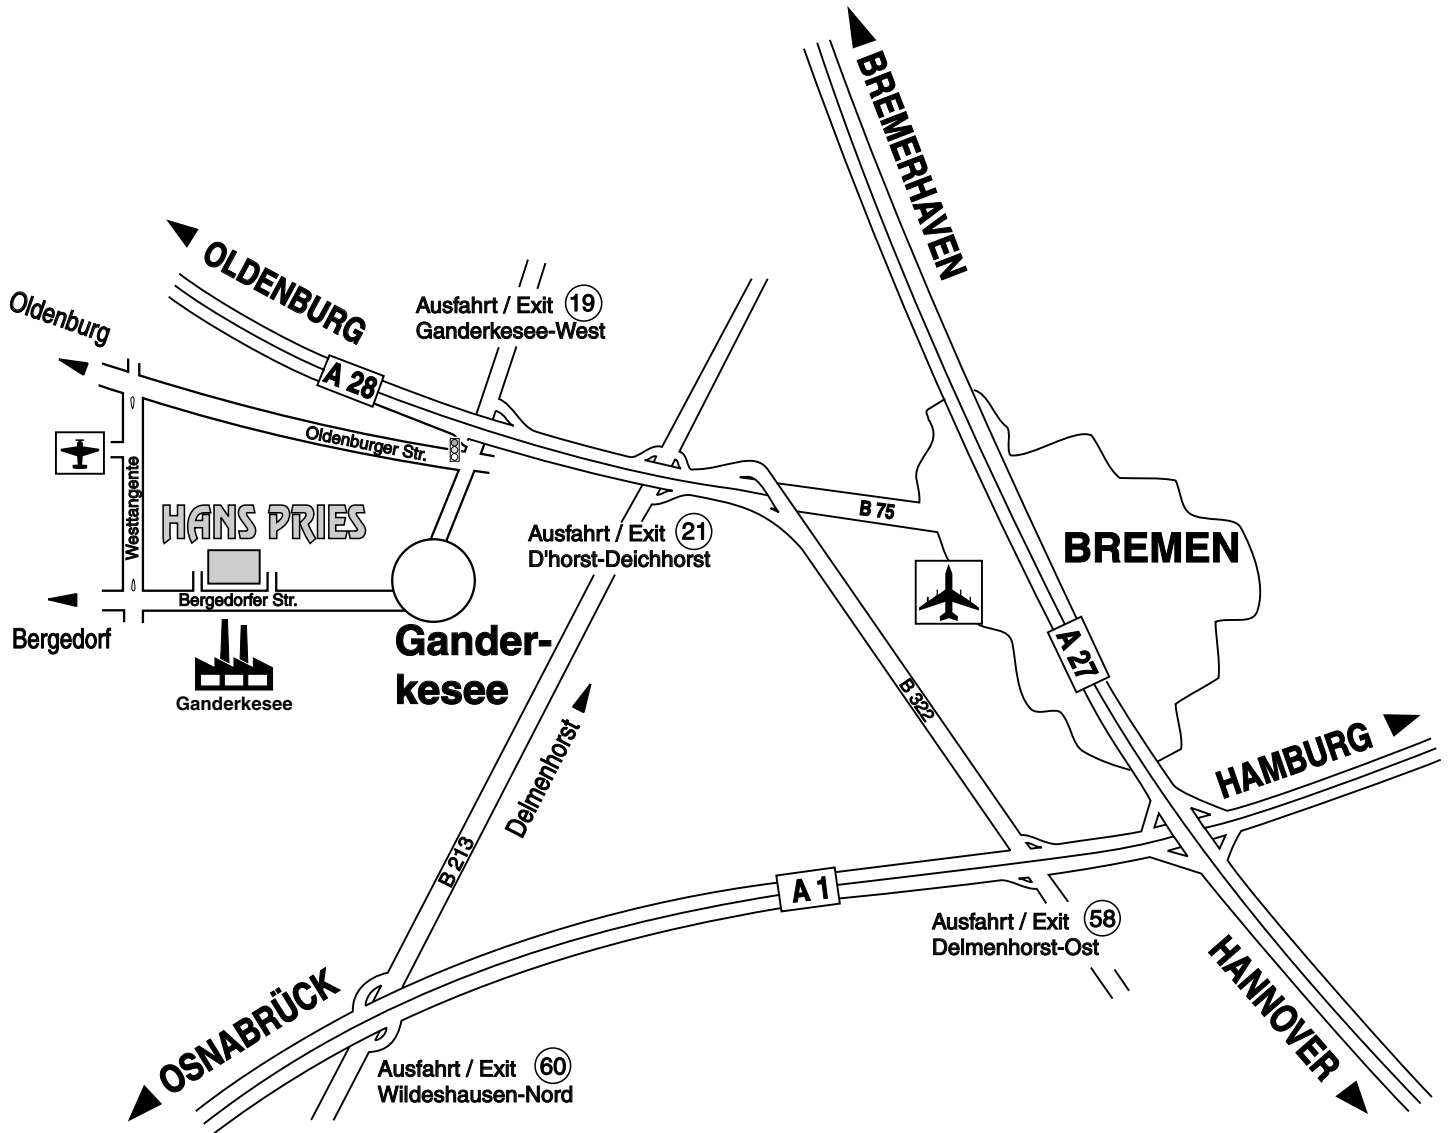 BREMERHAVEN
OLDENBURG
Oldenburg
Ausfahrt / Exit 19
Ganderkesee-West
A 28
Oldenburger Str.
Westtangente
HANS PRIES
B 75
Ausfahrt / Exit 21
D'horst-Deichhorst
BREMEN
Bergedorfer Str.
Bergedorf
Gander-
kesee
Ganderkesee
A 27
B 322
Delmenhorst
HAMBURG
B 213
A 1
Ausfahrt / Exit 58
Delmenhorst-Ost
HANNOVER
OSNABRÜCK
Ausfahrt / Exit 60
Wildeshausen-Nord